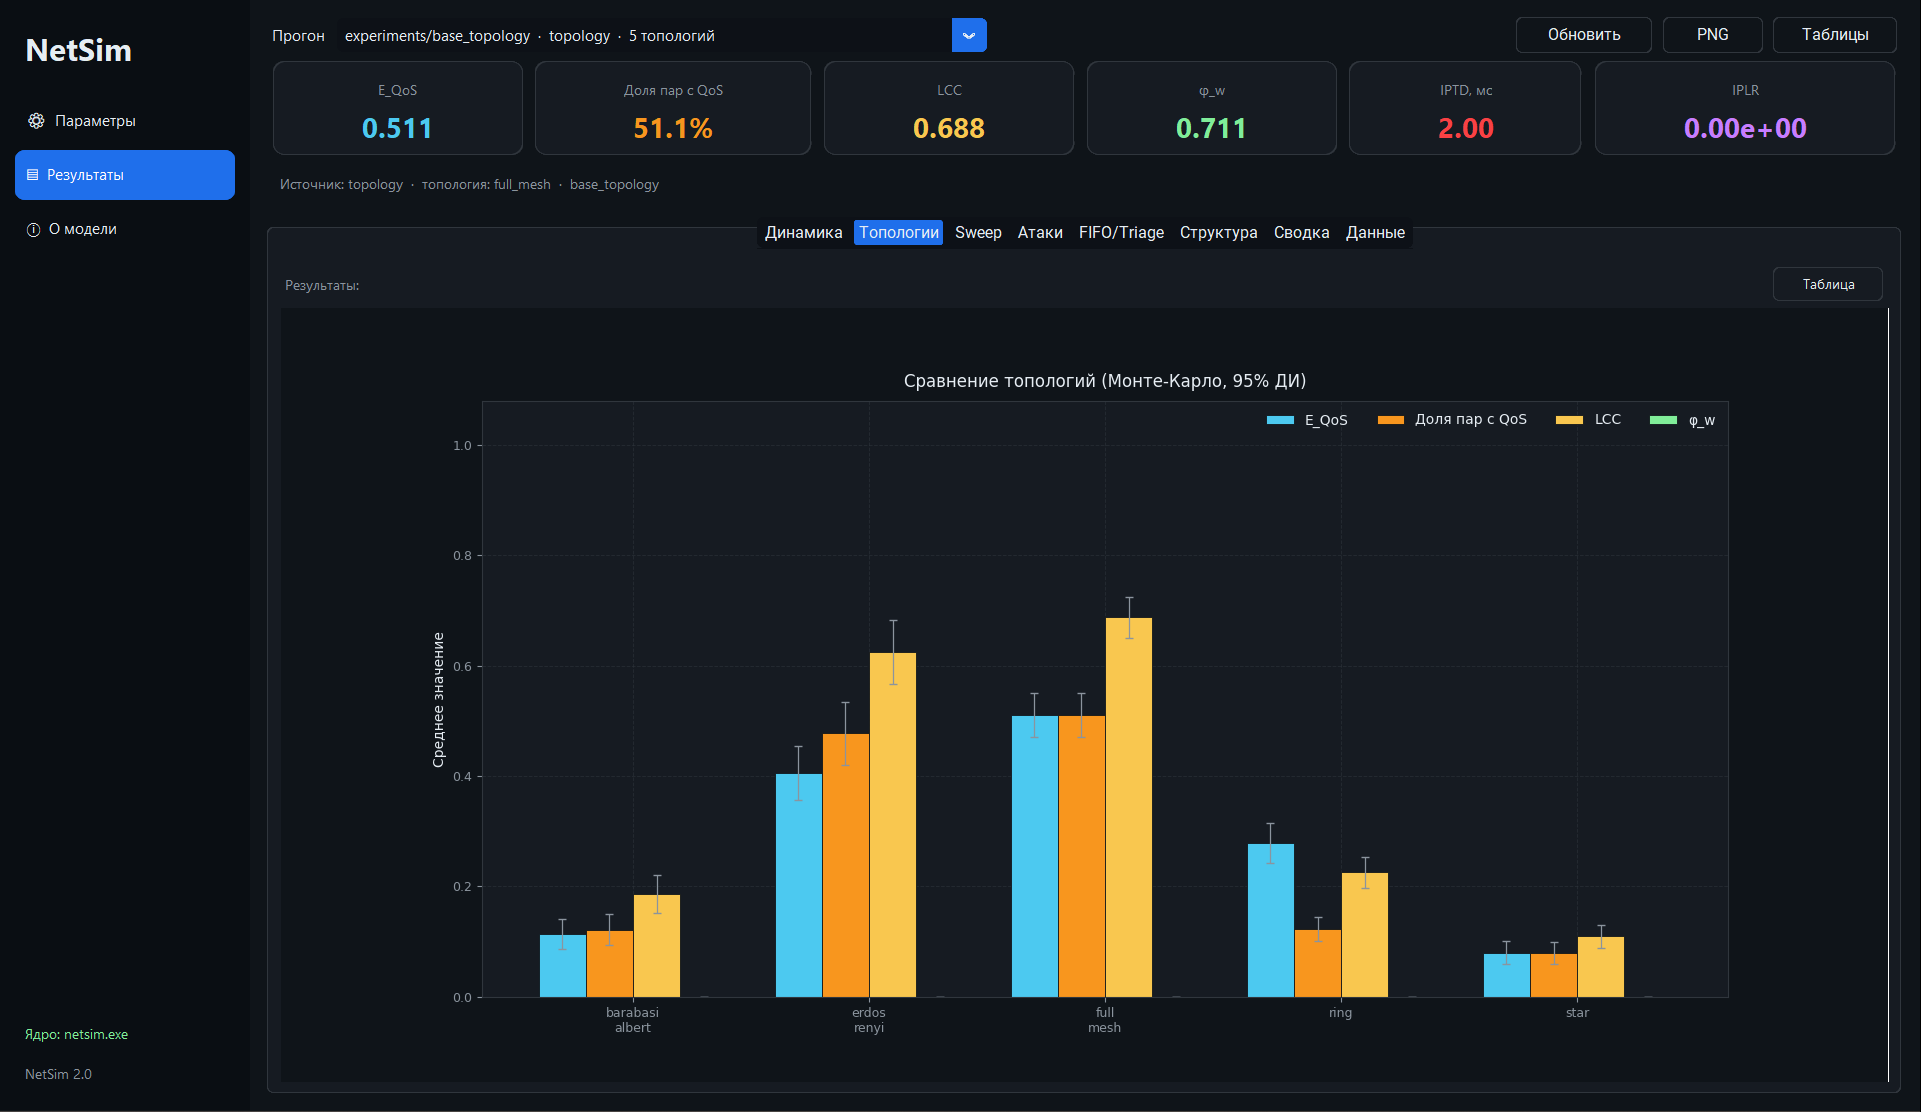 NetSim
Параметры
Результаты
О модели
Ядро: netsim.exe
NetSim 2.0
Прогон experiments/base_topology · topology · 5 топологий
Обновить PNG Таблицы
E_QoS
0.511
Доля пар с QoS
51.1%
LCC
0.688
φ_w
0.711
IPTD, мс
2.00
IPLR
0.00e+00
Источник: topology · топология: full_mesh · base_topology
Динамика Топологии Sweep Атаки FIFO/Triage Структура Сводка Данные
Результаты:
Таблица
Сравнение топологий (Монте-Карло, 95% ДИ)
E_QoS Доля пар с QoS LCC φ_w
Среднее значение
1.0
0.8
0.6
0.4
0.2
0.0
barabasi
albert
erdos
renyi
full
mesh
ring
star